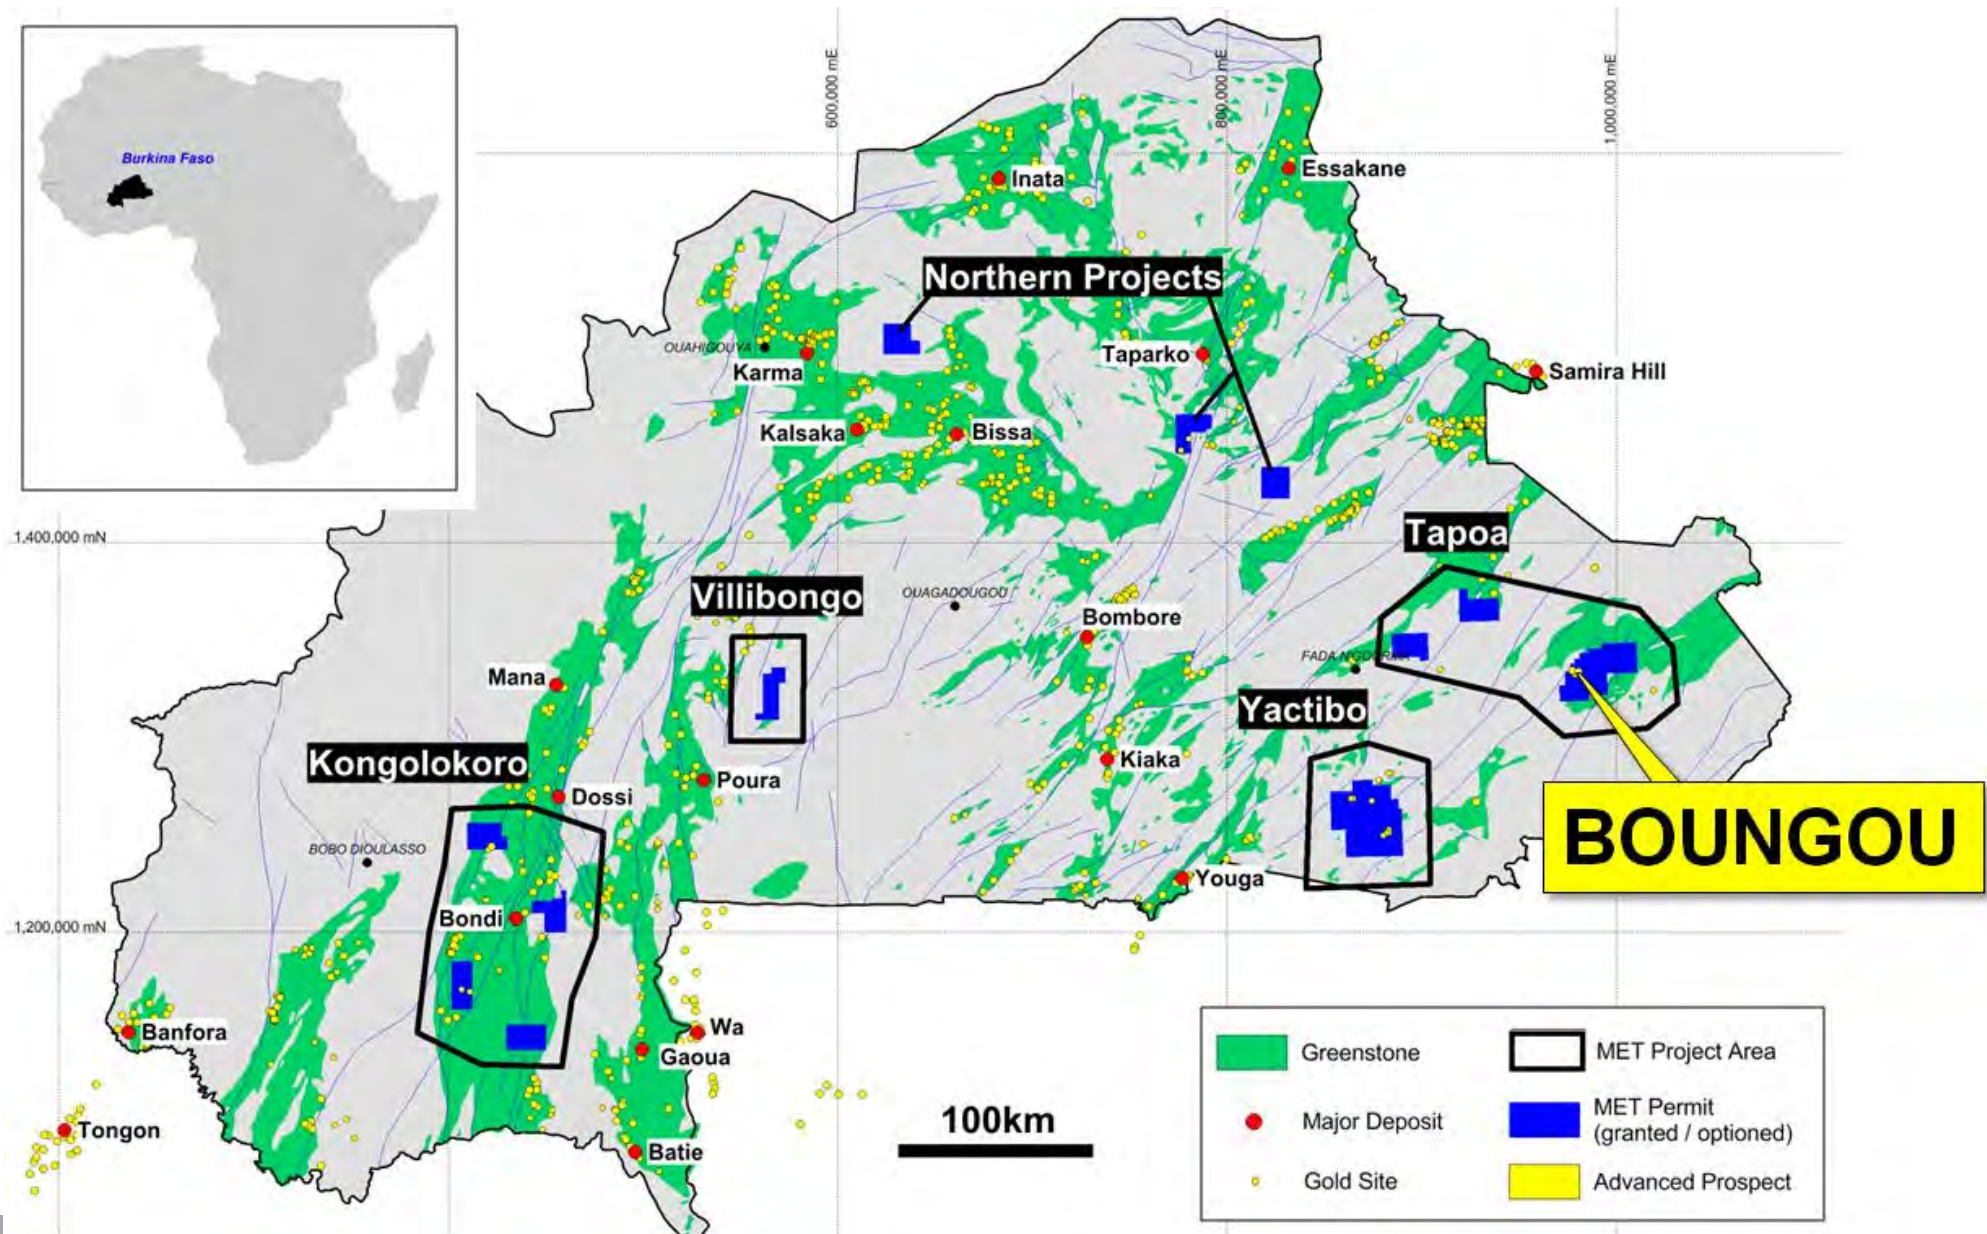 Burkina Faso
600,000 mE
800,000 mE
1,000,000 mE
Inata
Essakane
Northern Projects
OUAHIGOUYA
Karma
Taparko
Samira Hill
Kalsaka
Bissa
1,400,000 mN
Tapoa
Villibongo
OUAGADOUGOU
Bombore
FADA N'GOURMA
Mana
Yactibo
Kongolokoro
Poura
Kiaka
Dossi
BOUNGOU
BOBO DIOULASSO
Youga
Bondi
1,200,000 mN
Banfora
Wa
Gaoua
Tongon
Batie
100km
Greenstone
MET Project Area
Major Deposit
MET Permit
(granted / optioned)
Gold Site
Advanced Prospect